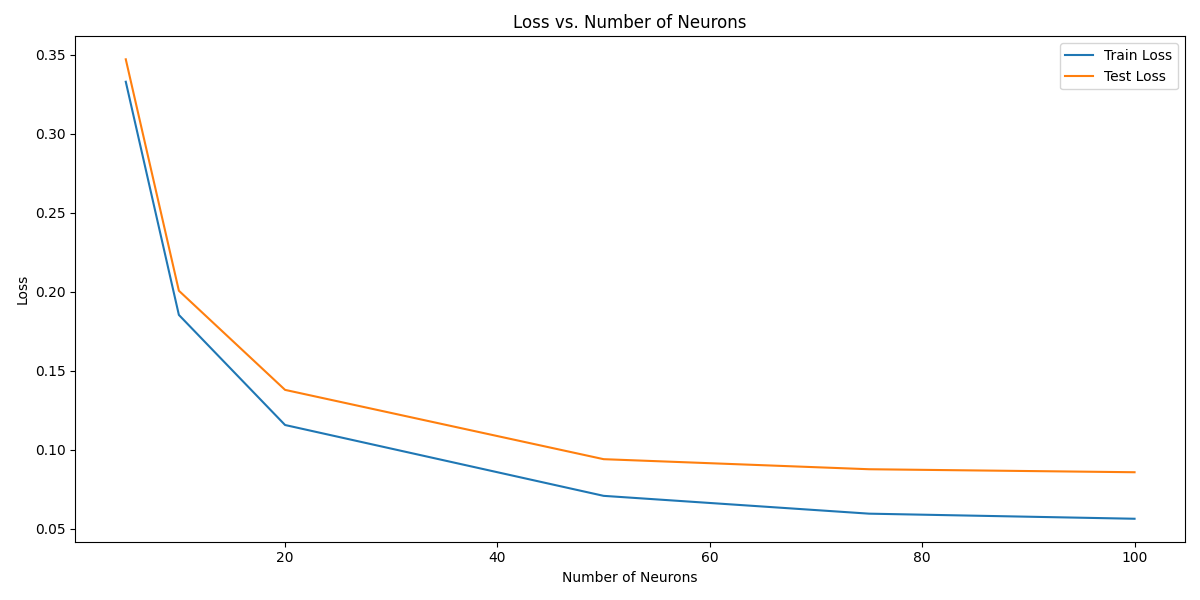 Loss vs. Number of Neurons
Train Loss
Test Loss
0.35
0.30
0.25
0.20
0.15
0.10
0.05
Loss
20 40 60 80 100
Number of Neurons